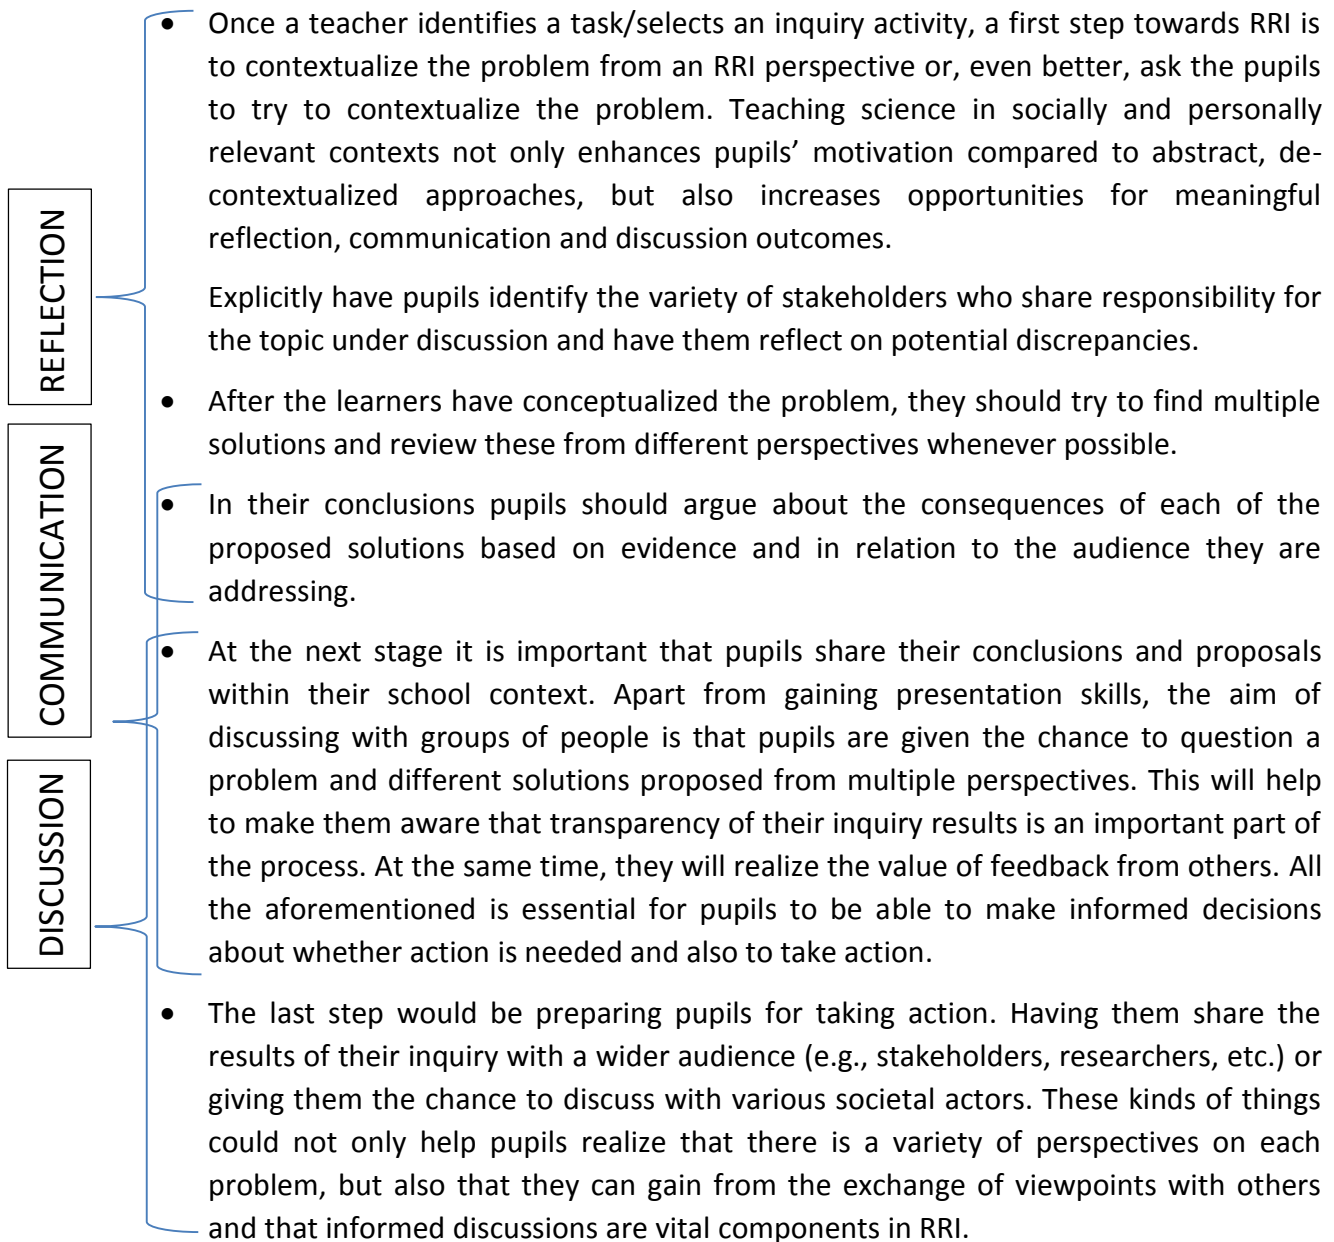 • Once a teacher identifies a task/selects an inquiry activity, a first step towards RRI is
to contextualize the problem from an RRI perspective or, even better, ask the pupils
to try to contextualize the problem. Teaching science in socially and personally
relevant contexts not only enhances pupils’ motivation compared to abstract, de-
contextualized approaches, but also increases opportunities for meaningful
reflection, communication and discussion outcomes.
Explicitly have pupils identify the variety of stakeholders who share responsibility for
the topic under discussion and have them reflect on potential discrepancies.
• After the learners have conceptualized the problem, they should try to find multiple
solutions and review these from different perspectives whenever possible.
• In their conclusions pupils should argue about the consequences of each of the
proposed solutions based on evidence and in relation to the audience they are
addressing.
• At the next stage it is important that pupils share their conclusions and proposals
within their school context. Apart from gaining presentation skills, the aim of
discussing with groups of people is that pupils are given the chance to question a
problem and different solutions proposed from multiple perspectives. This will help
to make them aware that transparency of their inquiry results is an important part of
the process. At the same time, they will realize the value of feedback from others. All
the aforementioned is essential for pupils to be able to make informed decisions
about whether action is needed and also to take action.
• The last step would be preparing pupils for taking action. Having them share the
results of their inquiry with a wider audience (e.g., stakeholders, researchers, etc.) or
giving them the chance to discuss with various societal actors. These kinds of things
could not only help pupils realize that there is a variety of perspectives on each
problem, but also that they can gain from the exchange of viewpoints with others
and that informed discussions are vital components in RRI.
REFLECTION
COMMUNICATION
DISCUSSION